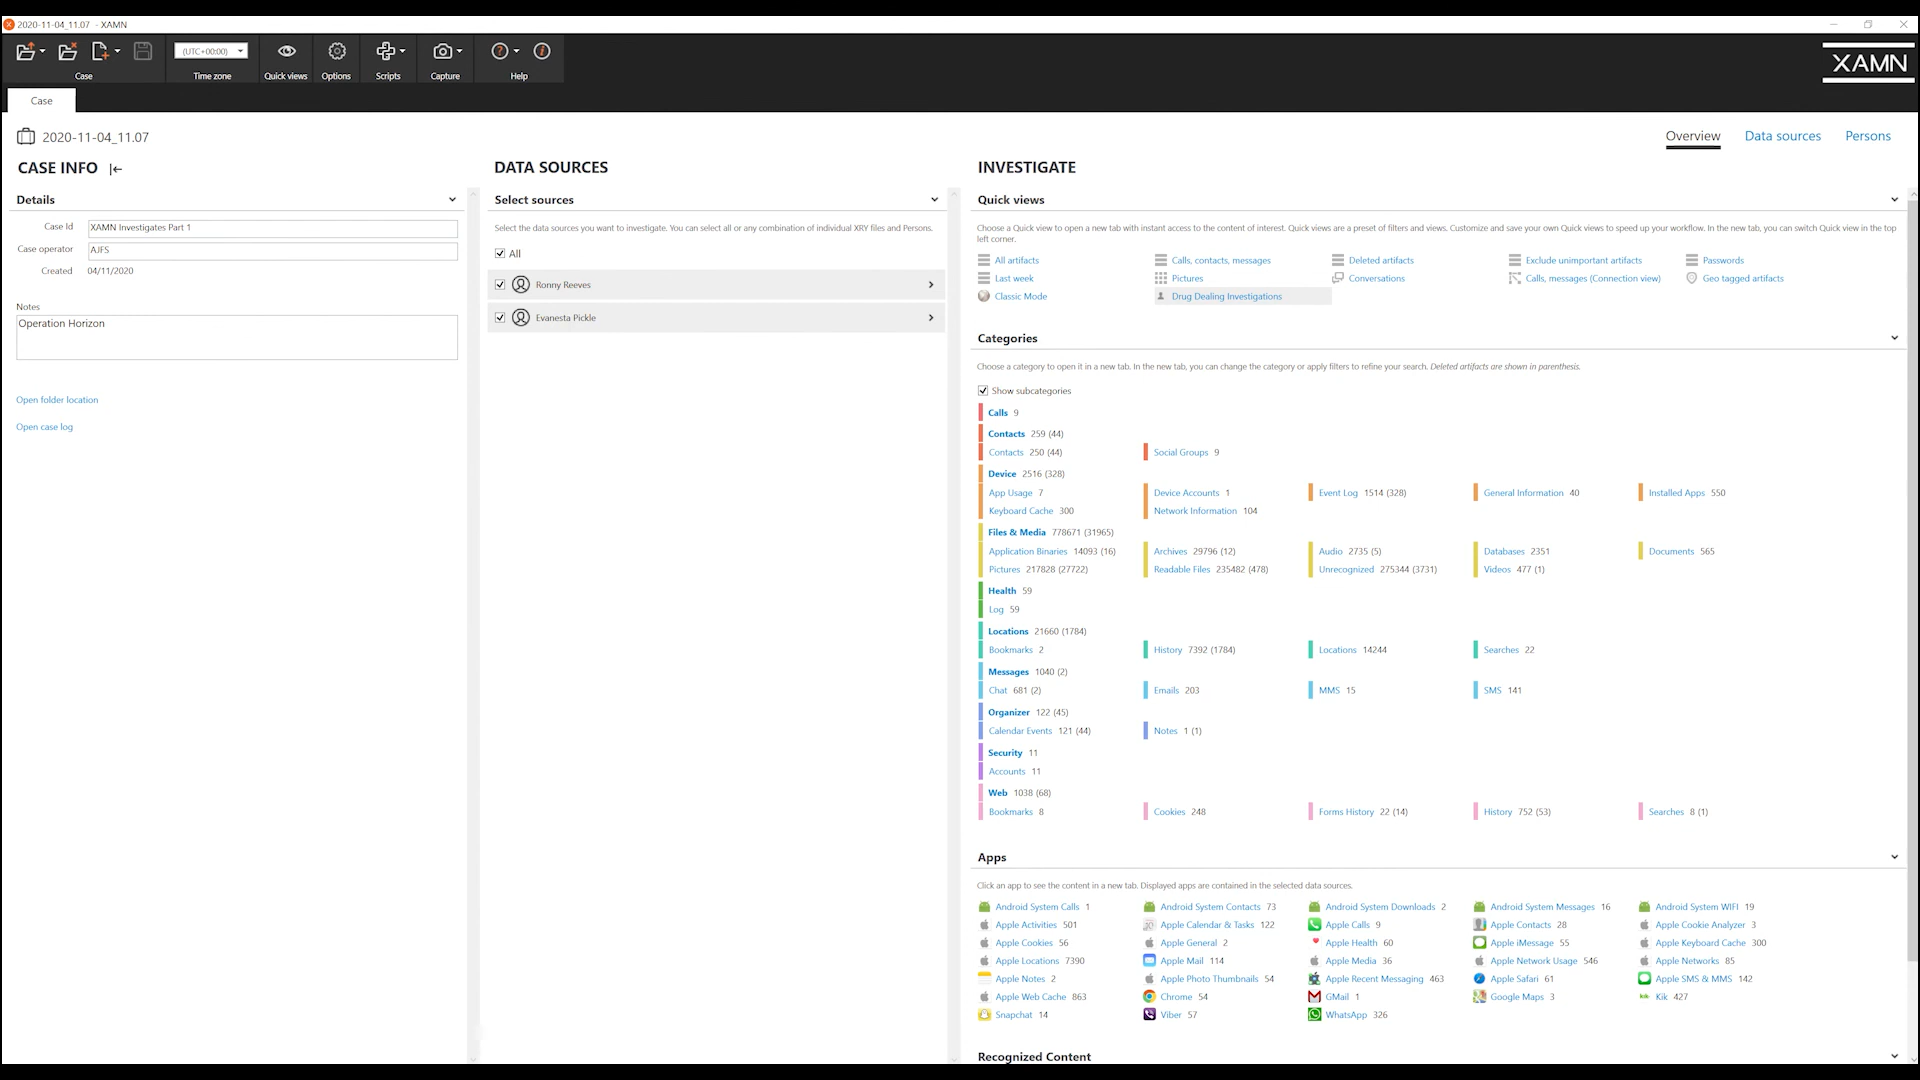 2020-11-04_11.07 - XAMN
Case
(UTC+00:00)
Time zone
Quick views
Options
Scripts
Capture
Help
XAMN
Case
2020-11-04_11.07
Overview Data sources Persons
CASE INFO
Details
Case Id XAMN Investigates Part 1
Case operator AJFS
Created 04/11/2020
Notes
Operation Horizon
Open folder location
Open case log
DATA SOURCES
Select sources
Select the data sources you want to investigate. You can select all or any combination of individual XRY files and Persons.
All
Ronny Reeves
Evanesta Pickle
INVESTIGATE
Quick views
Choose a Quick view to open a new tab with instant access to the content of interest. Quick views are a preset of filters and views. Customize and save your own Quick views to speed up your workflow. In the new tab, you can switch Quick view in the top
left corner.
All artifacts Calls, contacts, messages Deleted artifacts Exclude unimportant artifacts Passwords
Last week Pictures Conversations Calls, messages (Connection view) Geo tagged artifacts
Classic Mode Drug Dealing Investigations
Categories
Choose a category to open it in a new tab. In the new tab, you can change the category or apply filters to refine your search. Deleted artifacts are shown in parenthesis.
Show subcategories
Calls 9
Contacts 259 (44)
Contacts 250 (44) Social Groups 9
Device 2516 (328)
App Usage 7 Device Accounts 1 Event Log 1514 (328) General Information 40 Installed Apps 550
Keyboard Cache 300 Network Information 104
Files & Media 778671 (31965)
Application Binaries 14093 (16) Archives 29796 (12) Audio 2735 (5) Databases 2351 Documents 565
Pictures 217828 (27722) Readable Files 235482 (478) Unrecognized 275344 (3731) Videos 477 (1)
Health 59
Log 59
Locations 21660 (1784)
Bookmarks 2 History 7392 (1784) Locations 14244 Searches 22
Messages 1040 (2)
Chat 681 (2) Emails 203 MMS 15 SMS 141
Organizer 122 (45)
Calendar Events 121 (44) Notes 1 (1)
Security 11
Accounts 11
Web 1038 (68)
Bookmarks 8 Cookies 248 Forms History 22 (14) History 752 (53) Searches 8 (1)
Apps
Click an app to see the content in a new tab. Displayed apps are contained in the selected data sources.
Android System Calls 1 Android System Contacts 73 Android System Downloads 2 Android System Messages 16 Android System WIFI 19
Apple Activities 501 Apple Calendar & Tasks 122 Apple Calls 9 Apple Contacts 28 Apple Cookie Analyzer 3
Apple Cookies 56 Apple General 2 Apple Health 60 Apple iMessage 55 Apple Keyboard Cache 300
Apple Locations 7390 Apple Mail 114 Apple Media 36 Apple Network Usage 546 Apple Networks 85
Apple Notes 2 Apple Photo Thumbnails 54 Apple Recent Messaging 463 Apple Safari 61 Apple SMS & MMS 142
Apple Web Cache 863 Chrome 54 GMail 1 Google Maps 3 Kik 427
Snapchat 14 Viber 57 WhatsApp 326
Recognized Content